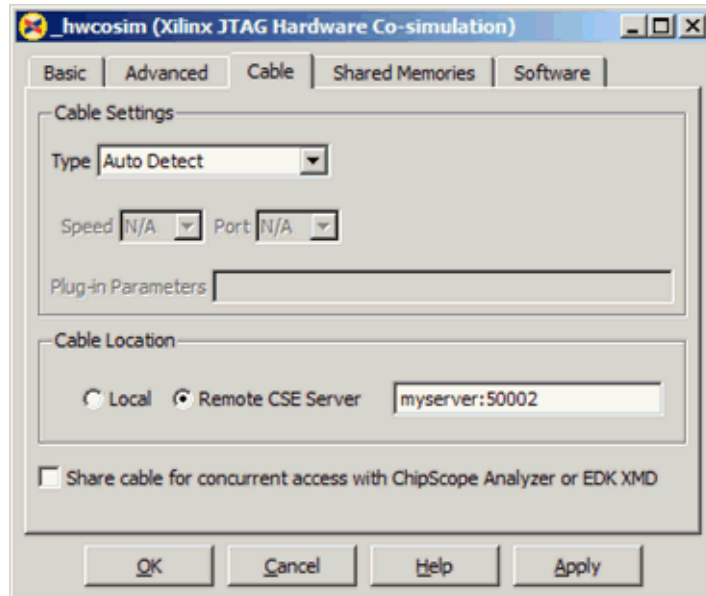 _hwcosim (Xilinx JTAG Hardware Co-simulation)
Basic Advanced Cable Shared Memories Software
Cable Settings
Type Auto Detect
Speed N/A Port N/A
Plug-in Parameters
Cable Location
Local Remote CSE Server myserver:50002
Share cable for concurrent access with ChipScope Analyzer or EDK XMD
OK Cancel Help Apply